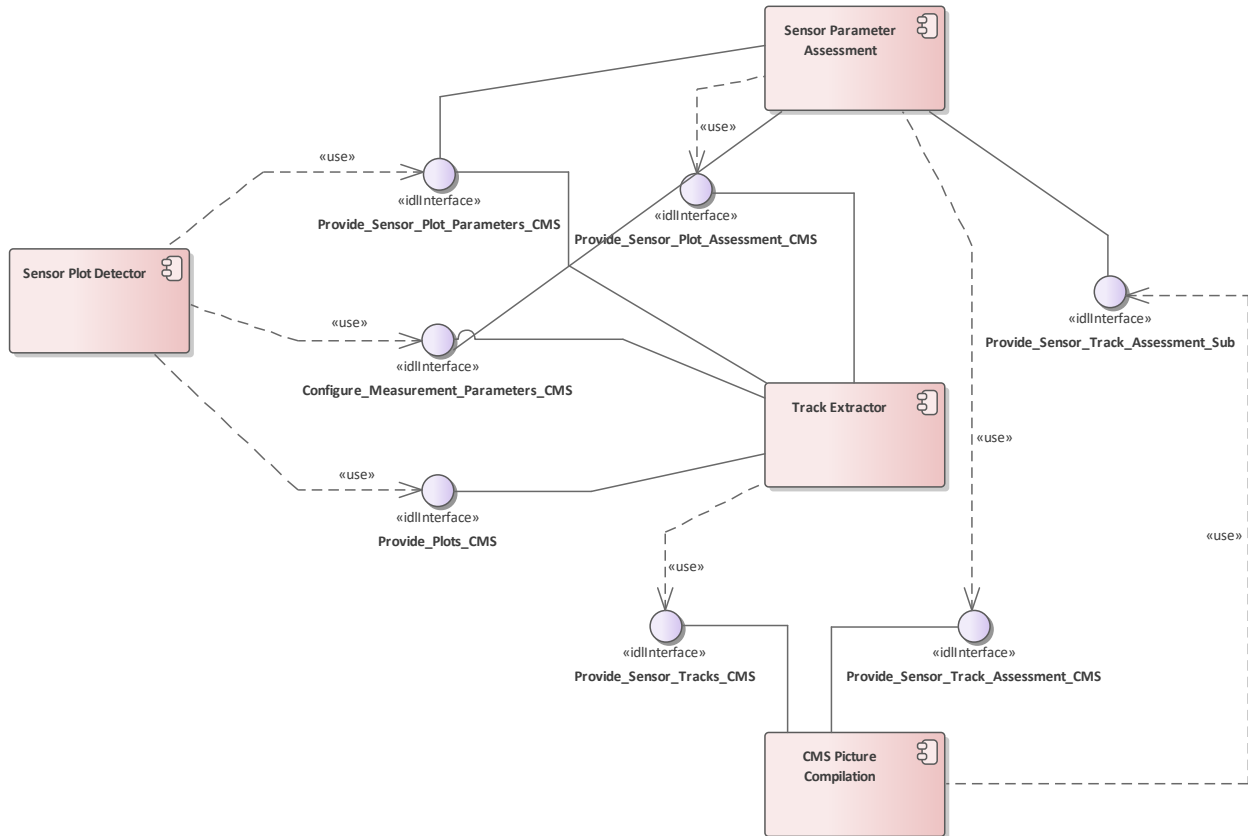 Sensor Parameter
Assessment
«use»
«use»
«idlInterface»
Provide_Sensor_Plot_Parameters_CMS
«idlInterface»
Provide_Sensor_Plot_Assessment_CMS
Sensor Plot Detector
«use»
«idlInterface»
Provide_Sensor_Track_Assessment_Sub
«idlInterface»
Configure_Measurement_Parameters_CMS
Track Extractor
«use»
«use»
«idlInterface»
Provide_Plots_CMS
«use»
«use»
«idlInterface»
Provide_Sensor_Tracks_CMS
«idlInterface»
Provide_Sensor_Track_Assessment_CMS
CMS Picture
Compilation